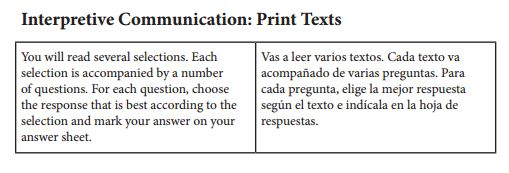 Interpretive Communication: Print Texts
You will read several selections. Each
selection is accompanied by a number
of questions. For each question, choose
the response that is best according to the
selection and mark your answer on your
answer sheet.
Vas a leer varios textos. Cada texto va
acompañado de varias preguntas. Para
cada pregunta, elige la mejor respuesta
según el texto e indícala en la hoja de
respuestas.